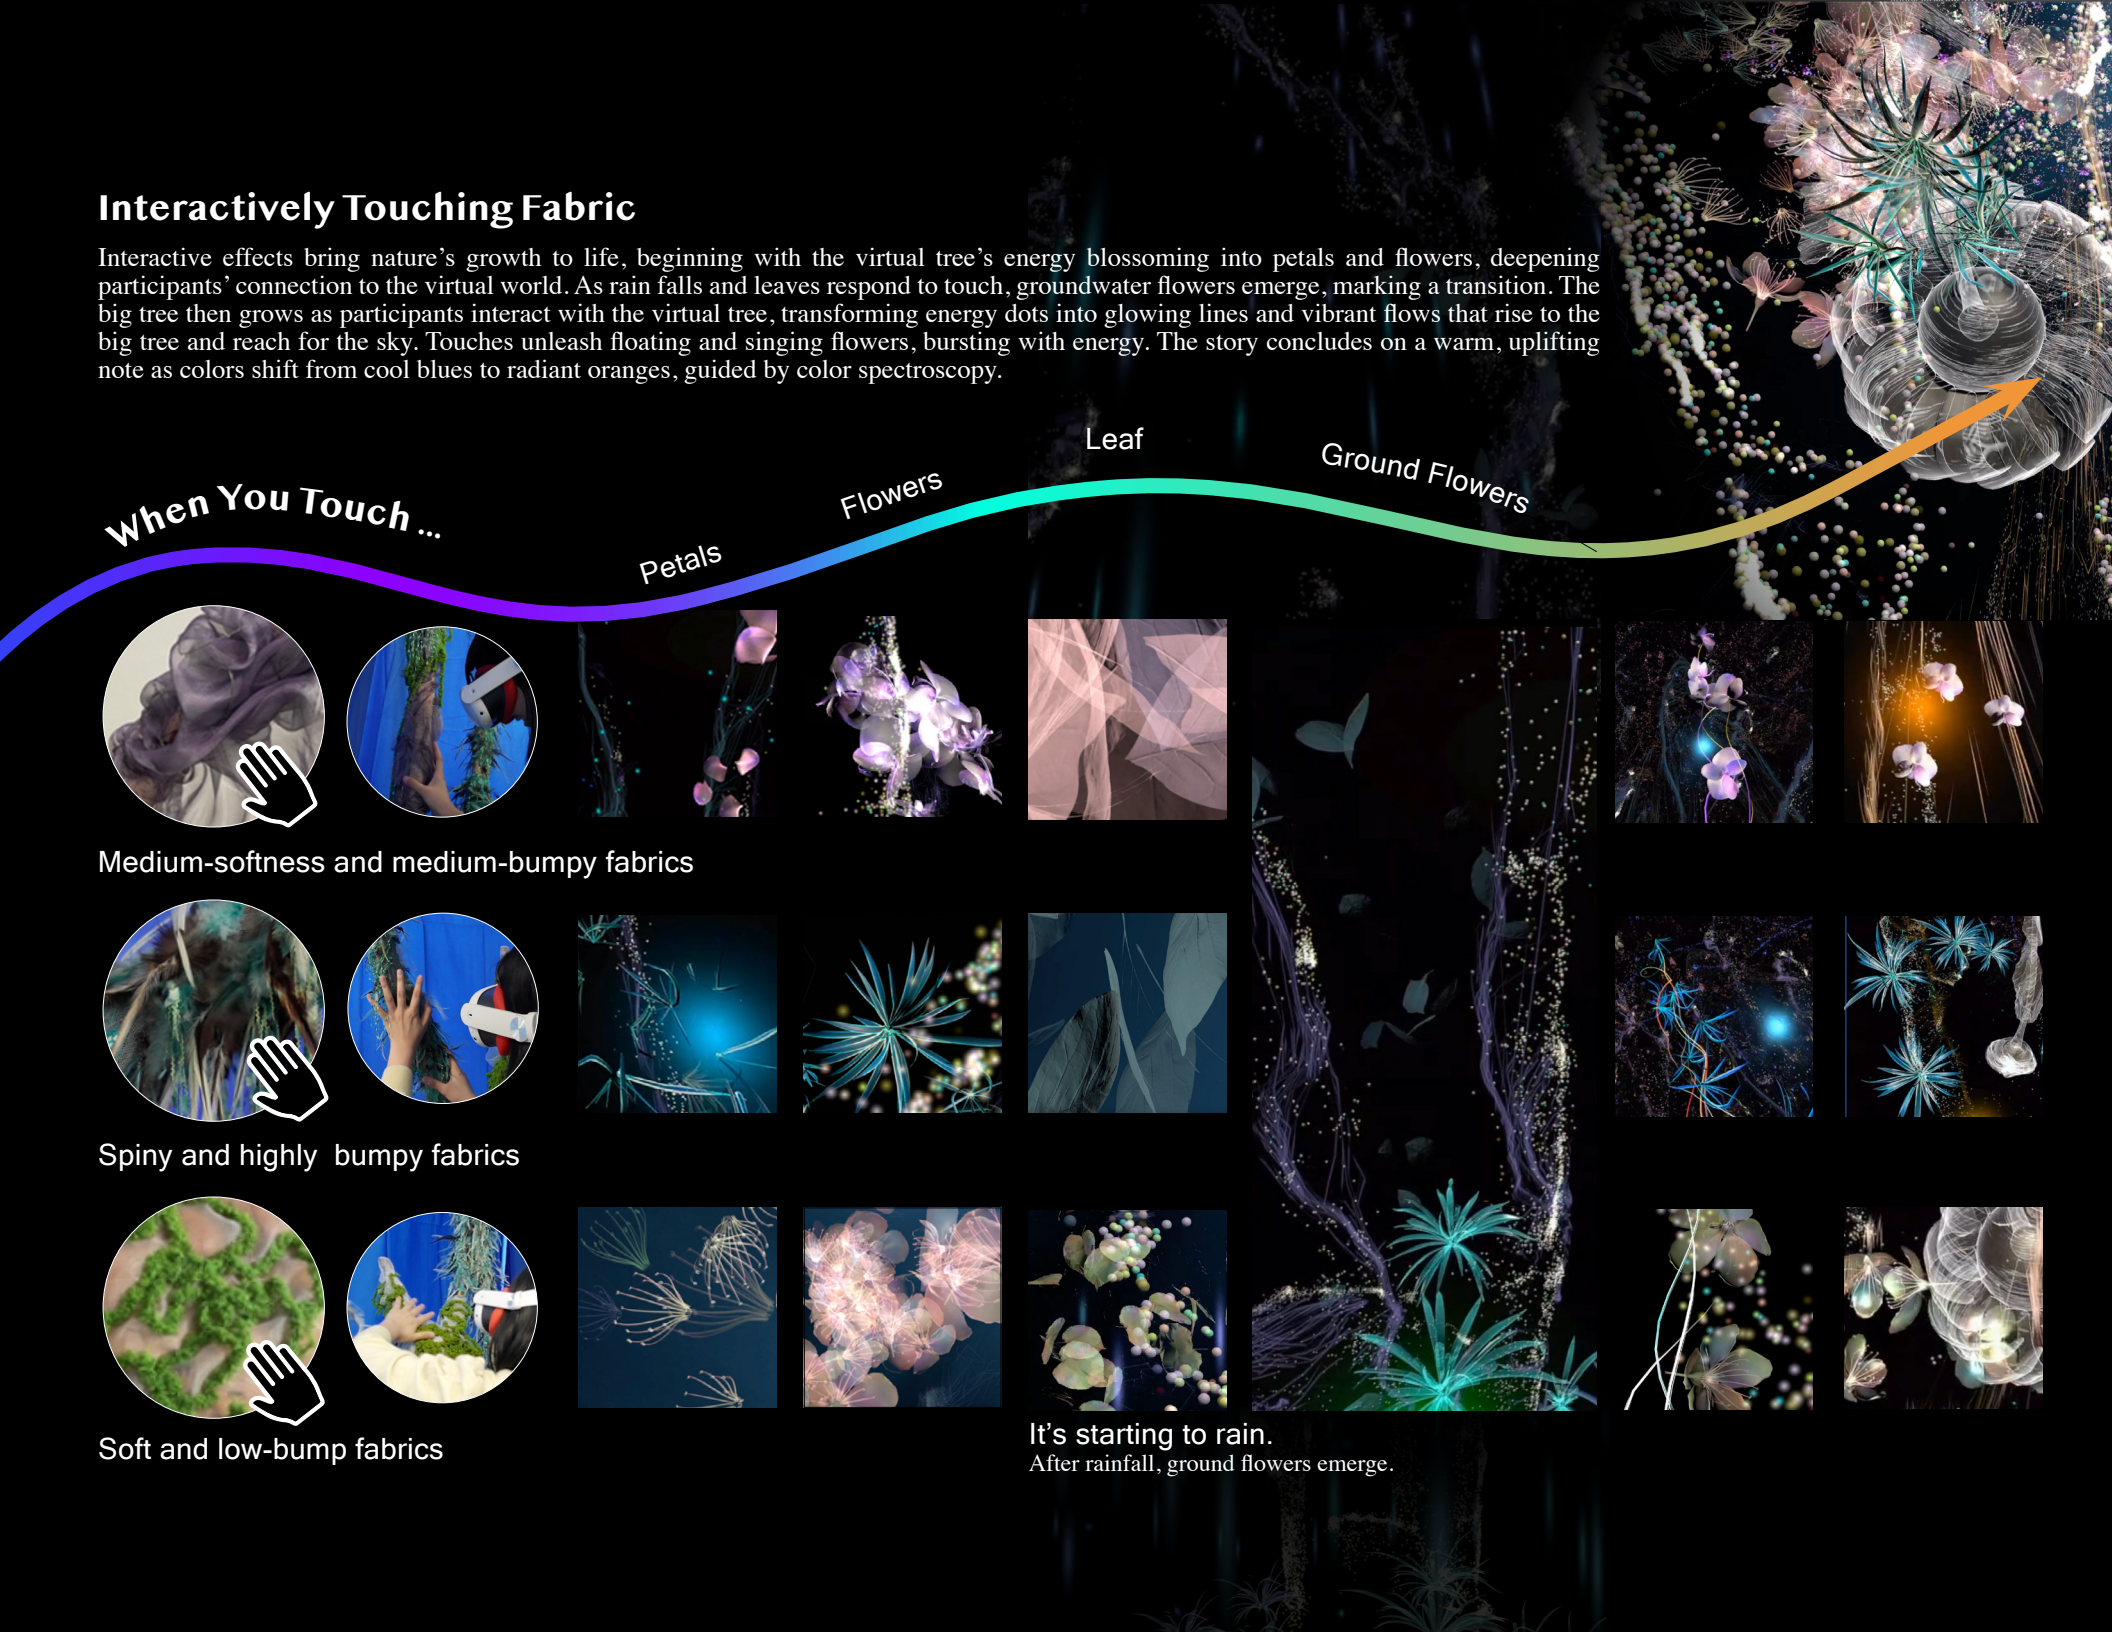 Interactively Touching Fabric
Interactive effects bring nature’s growth to life, beginning with the virtual tree’s energy blossoming into petals and flowers, deepening
participants’ connection to the virtual world. As rain falls and leaves respond to touch, groundwater flowers emerge, marking a transition. The
big tree then grows as participants interact with the virtual tree, transforming energy dots into glowing lines and vibrant flows that rise to the
big tree and reach for the sky. Touches unleash floating and singing flowers, bursting with energy. The story concludes on a warm, uplifting
note as colors shift from cool blues to radiant oranges, guided by color spectroscopy.
When You Touch ...
Petals
Flowers
Leaf
Ground Flowers
Medium-softness and medium-bumpy fabrics
Spiny and highly  bumpy fabrics
Soft and low-bump fabrics
It’s starting to rain.
After rainfall, ground flowers emerge.